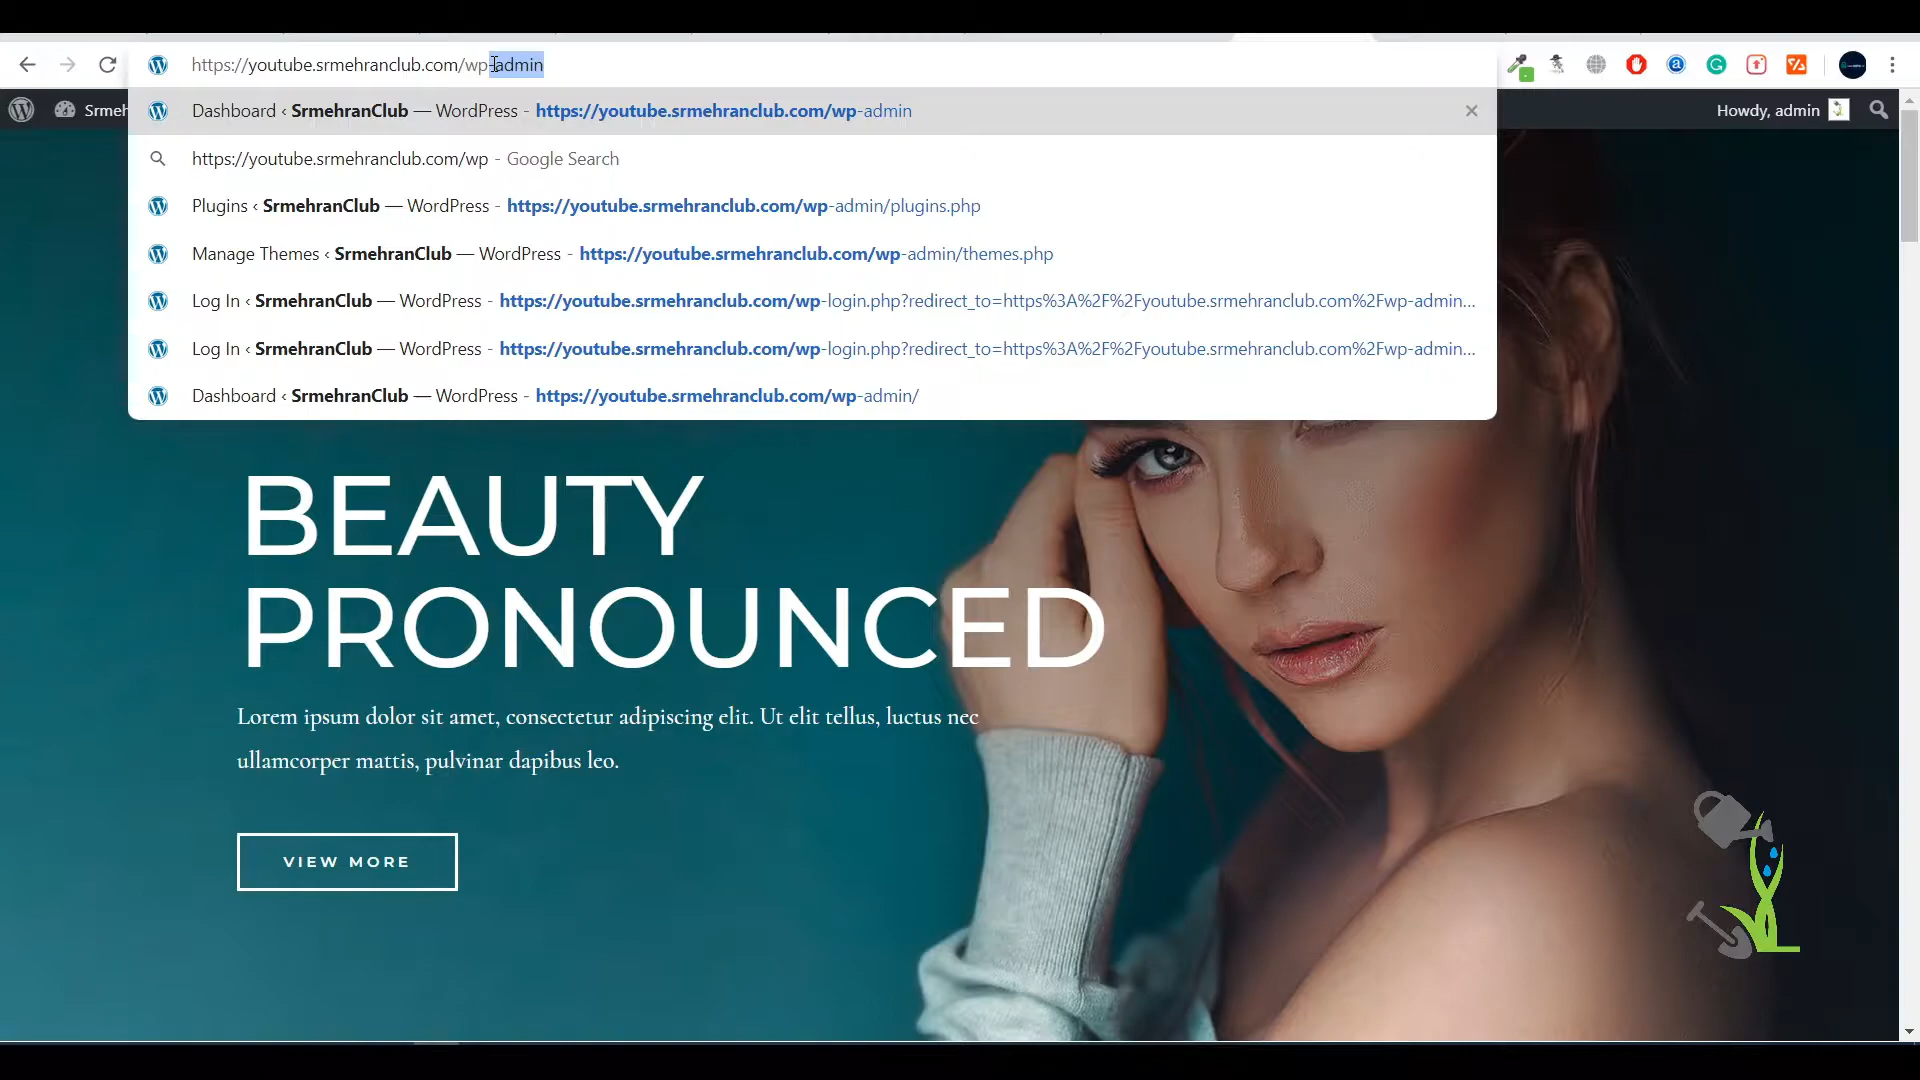 https://youtube.srmehranclub.com/wp-admin
Dashboard ‹ SrmehranClub — WordPress - https://youtube.srmehranclub.com/wp-admin
https://youtube.srmehranclub.com/wp - Google Search
Plugins ‹ SrmehranClub — WordPress - https://youtube.srmehranclub.com/wp-admin/plugins.php
Manage Themes ‹ SrmehranClub — WordPress - https://youtube.srmehranclub.com/wp-admin/themes.php
Log In ‹ SrmehranClub — WordPress - https://youtube.srmehranclub.com/wp-login.php?redirect_to=https%3A%2F%2Fyoutube.srmehranclub.com%2Fwp-admin...
Log In ‹ SrmehranClub — WordPress - https://youtube.srmehranclub.com/wp-login.php?redirect_to=https%3A%2F%2Fyoutube.srmehranclub.com%2Fwp-admin...
Dashboard ‹ SrmehranClub — WordPress - https://youtube.srmehranclub.com/wp-admin/
Srmeh
Howdy, admin
BEAUTY
PRONOUNCED
Lorem ipsum dolor sit amet, consectetur adipiscing elit. Ut elit tellus, luctus nec
ullamcorper mattis, pulvinar dapibus leo.
VIEW MORE